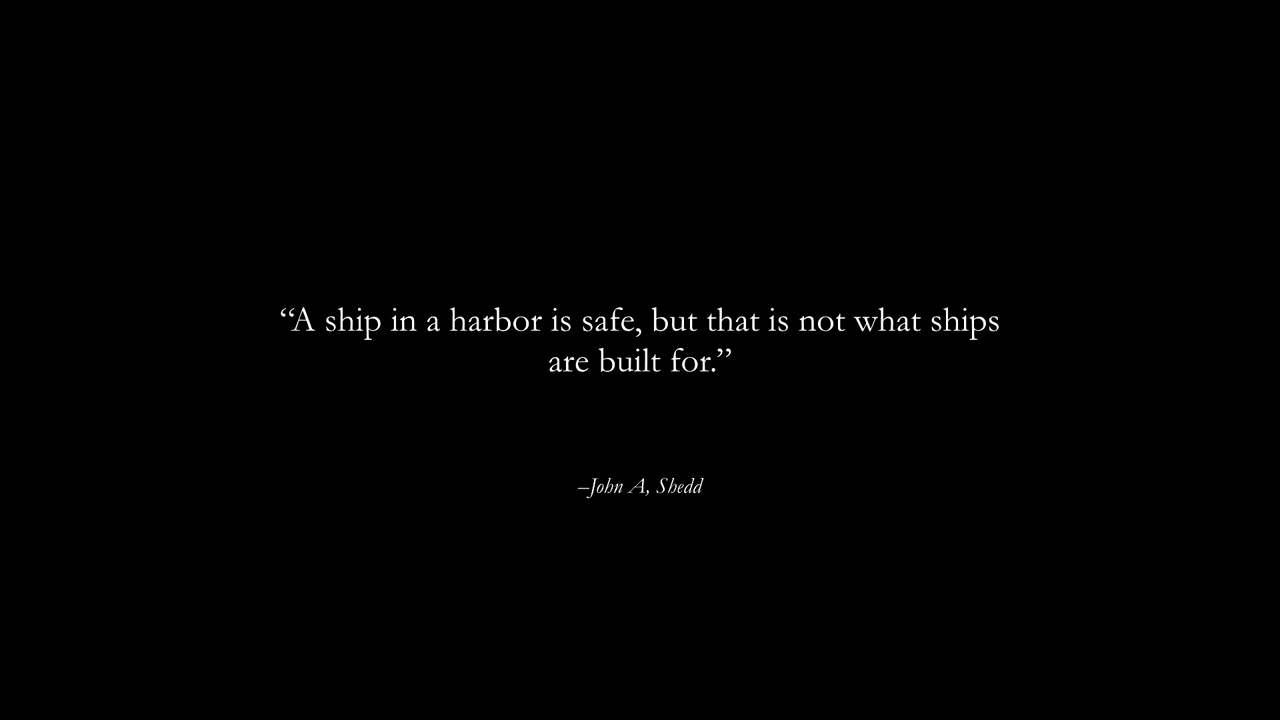 “A ship in a harbor is safe, but that is not what ships
are built for.”
–John A, Shedd